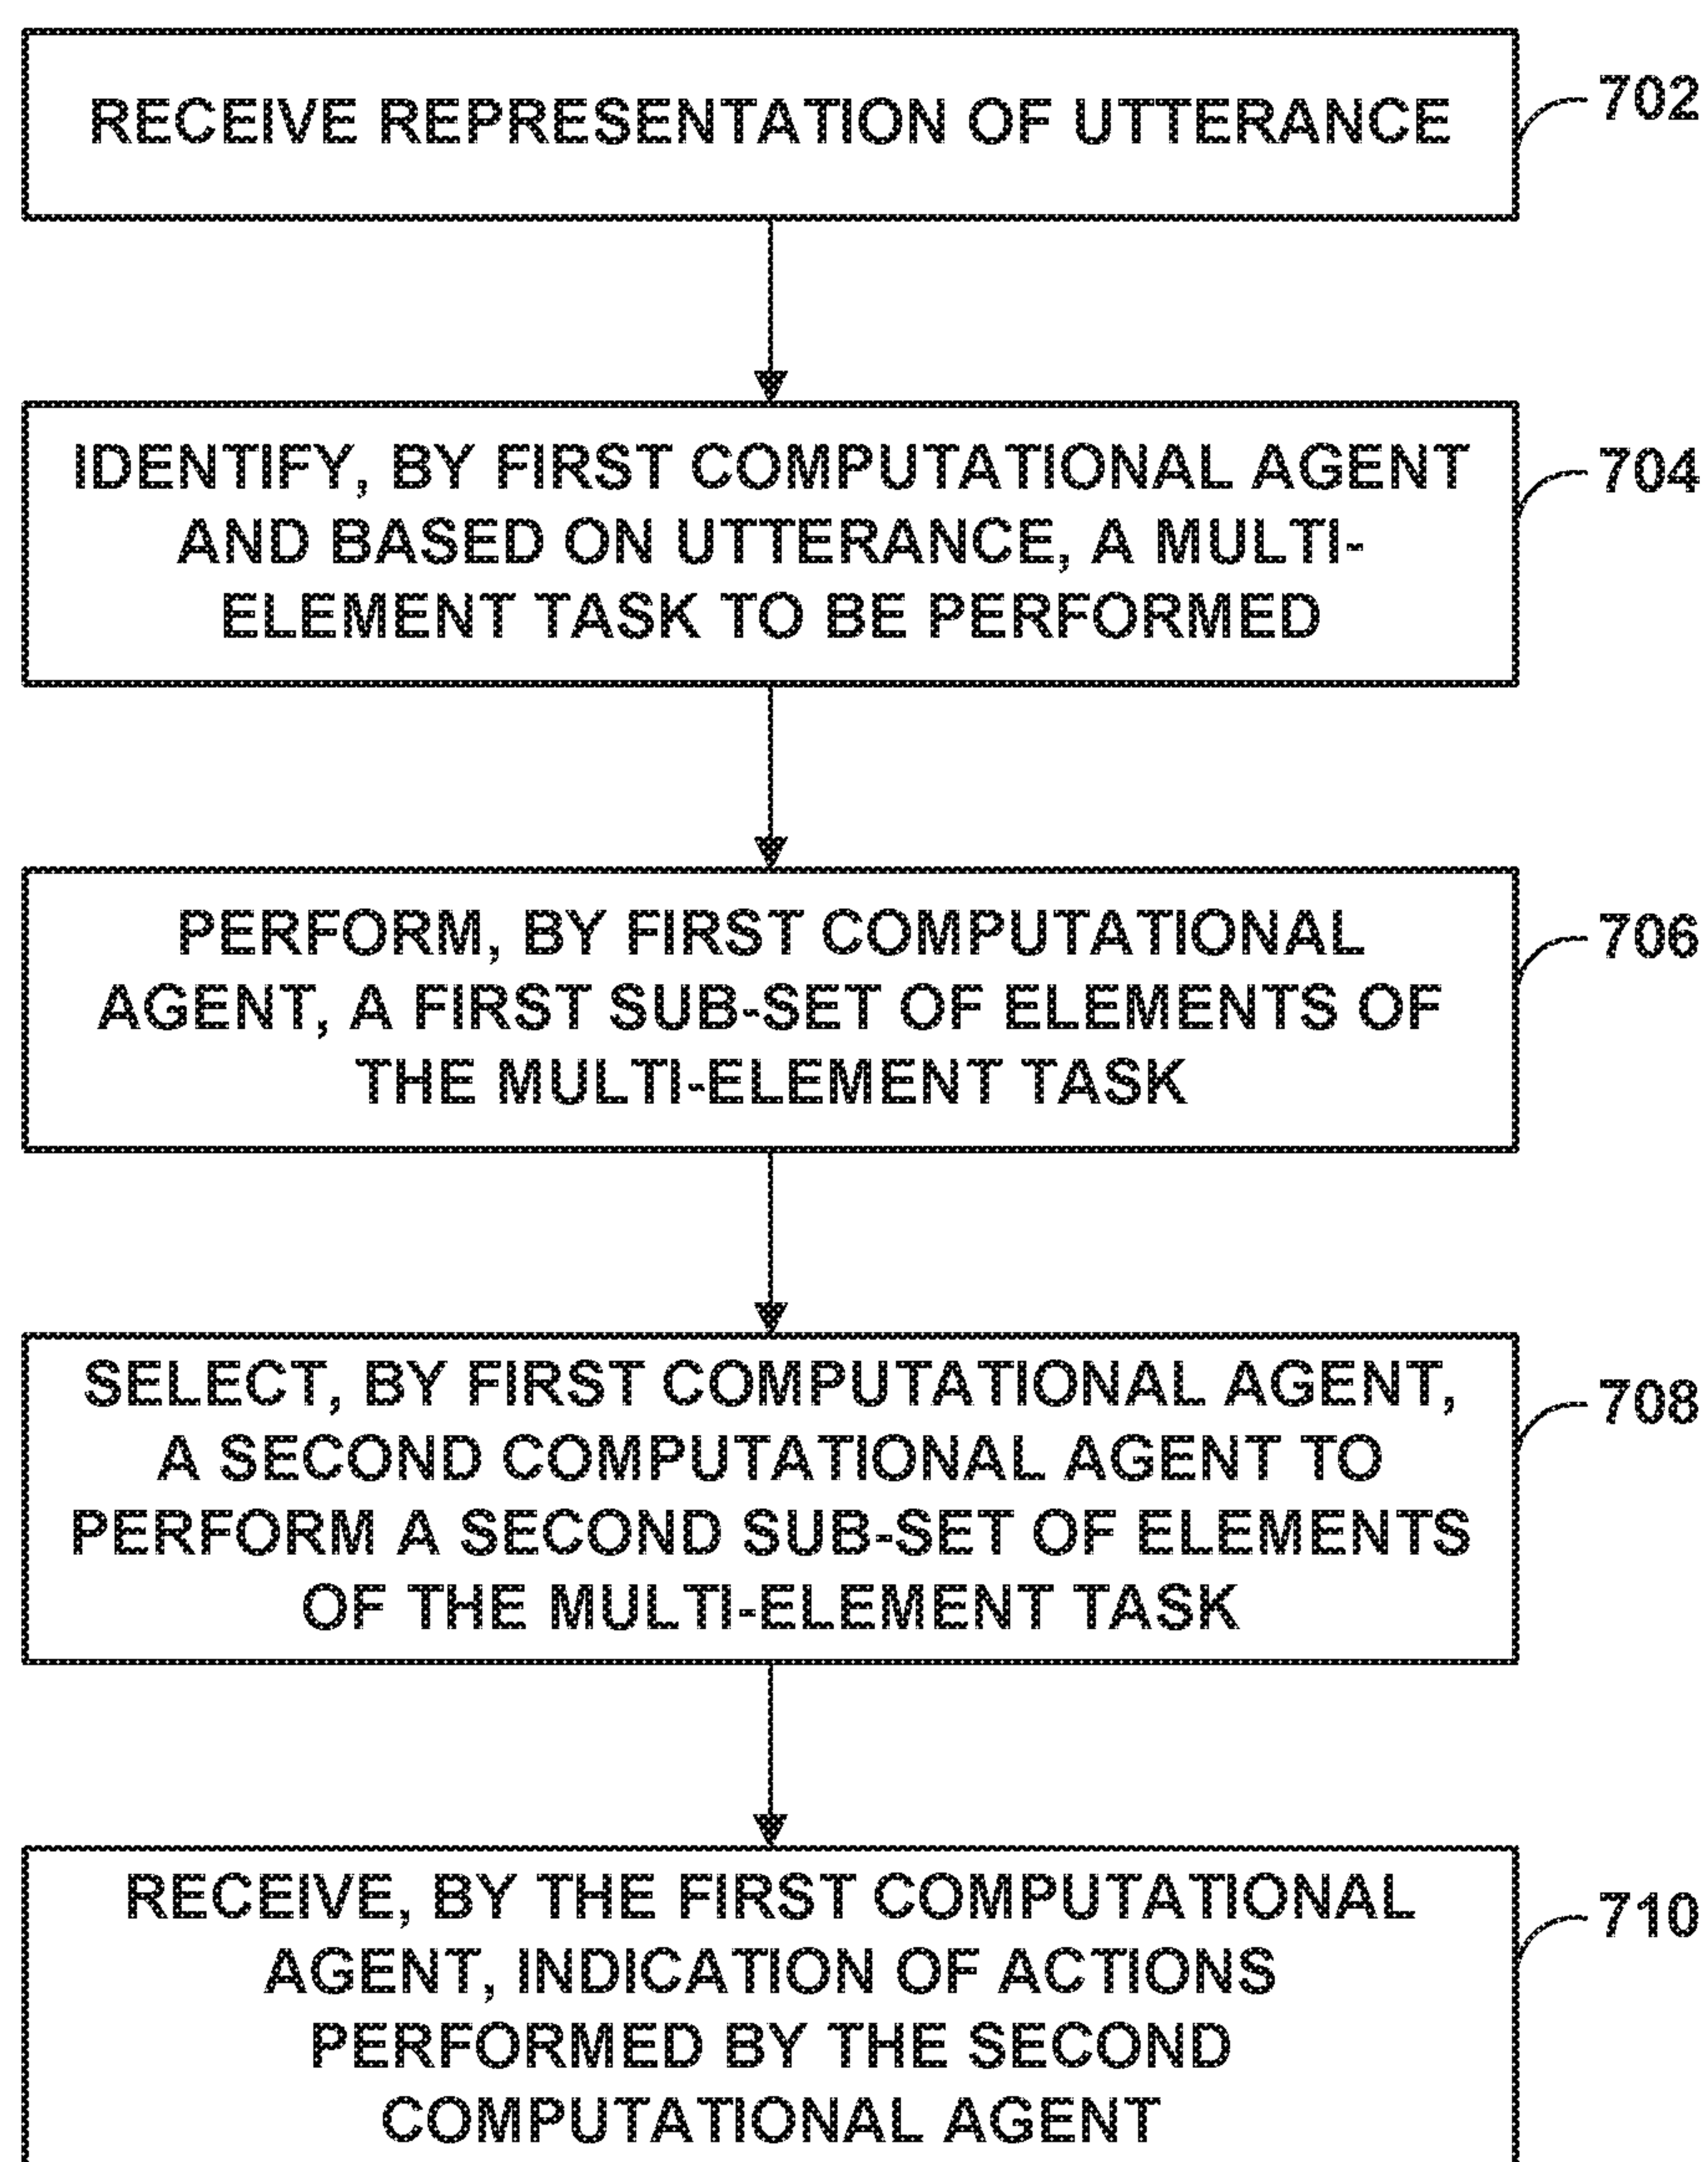 RECEIVE REPRESENTATION OF UTTERANCE
702
IDENTIFY, BY FIRST COMPUTATIONAL AGENT
AND BASED ON UTTERANCE, A MULTI-
ELEMENT TASK TO BE PERFORMED
704
PERFORM, BY FIRST COMPUTATIONAL
AGENT, A FIRST SUB-SET OF ELEMENTS OF
THE MULTI-ELEMENT TASK
706
SELECT, BY FIRST COMPUTATIONAL AGENT,
A SECOND COMPUTATIONAL AGENT TO
PERFORM A SECOND SUB-SET OF ELEMENTS
OF THE MULTI-ELEMENT TASK
708
RECEIVE, BY THE FIRST COMPUTATIONAL
AGENT, INDICATION OF ACTIONS
PERFORMED BY THE SECOND
COMPUTATIONAL AGENT
710